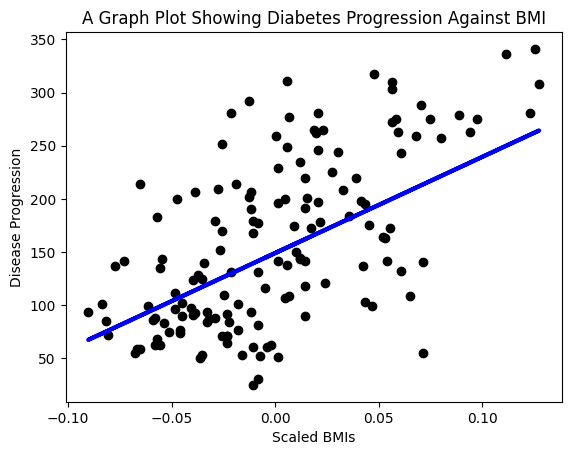 A Graph Plot Showing Diabetes Progression Against BMI
350
300
250
200
150
100
50
Disease Progression
−0.10 −0.05 0.00 0.05 0.10
Scaled BMIs